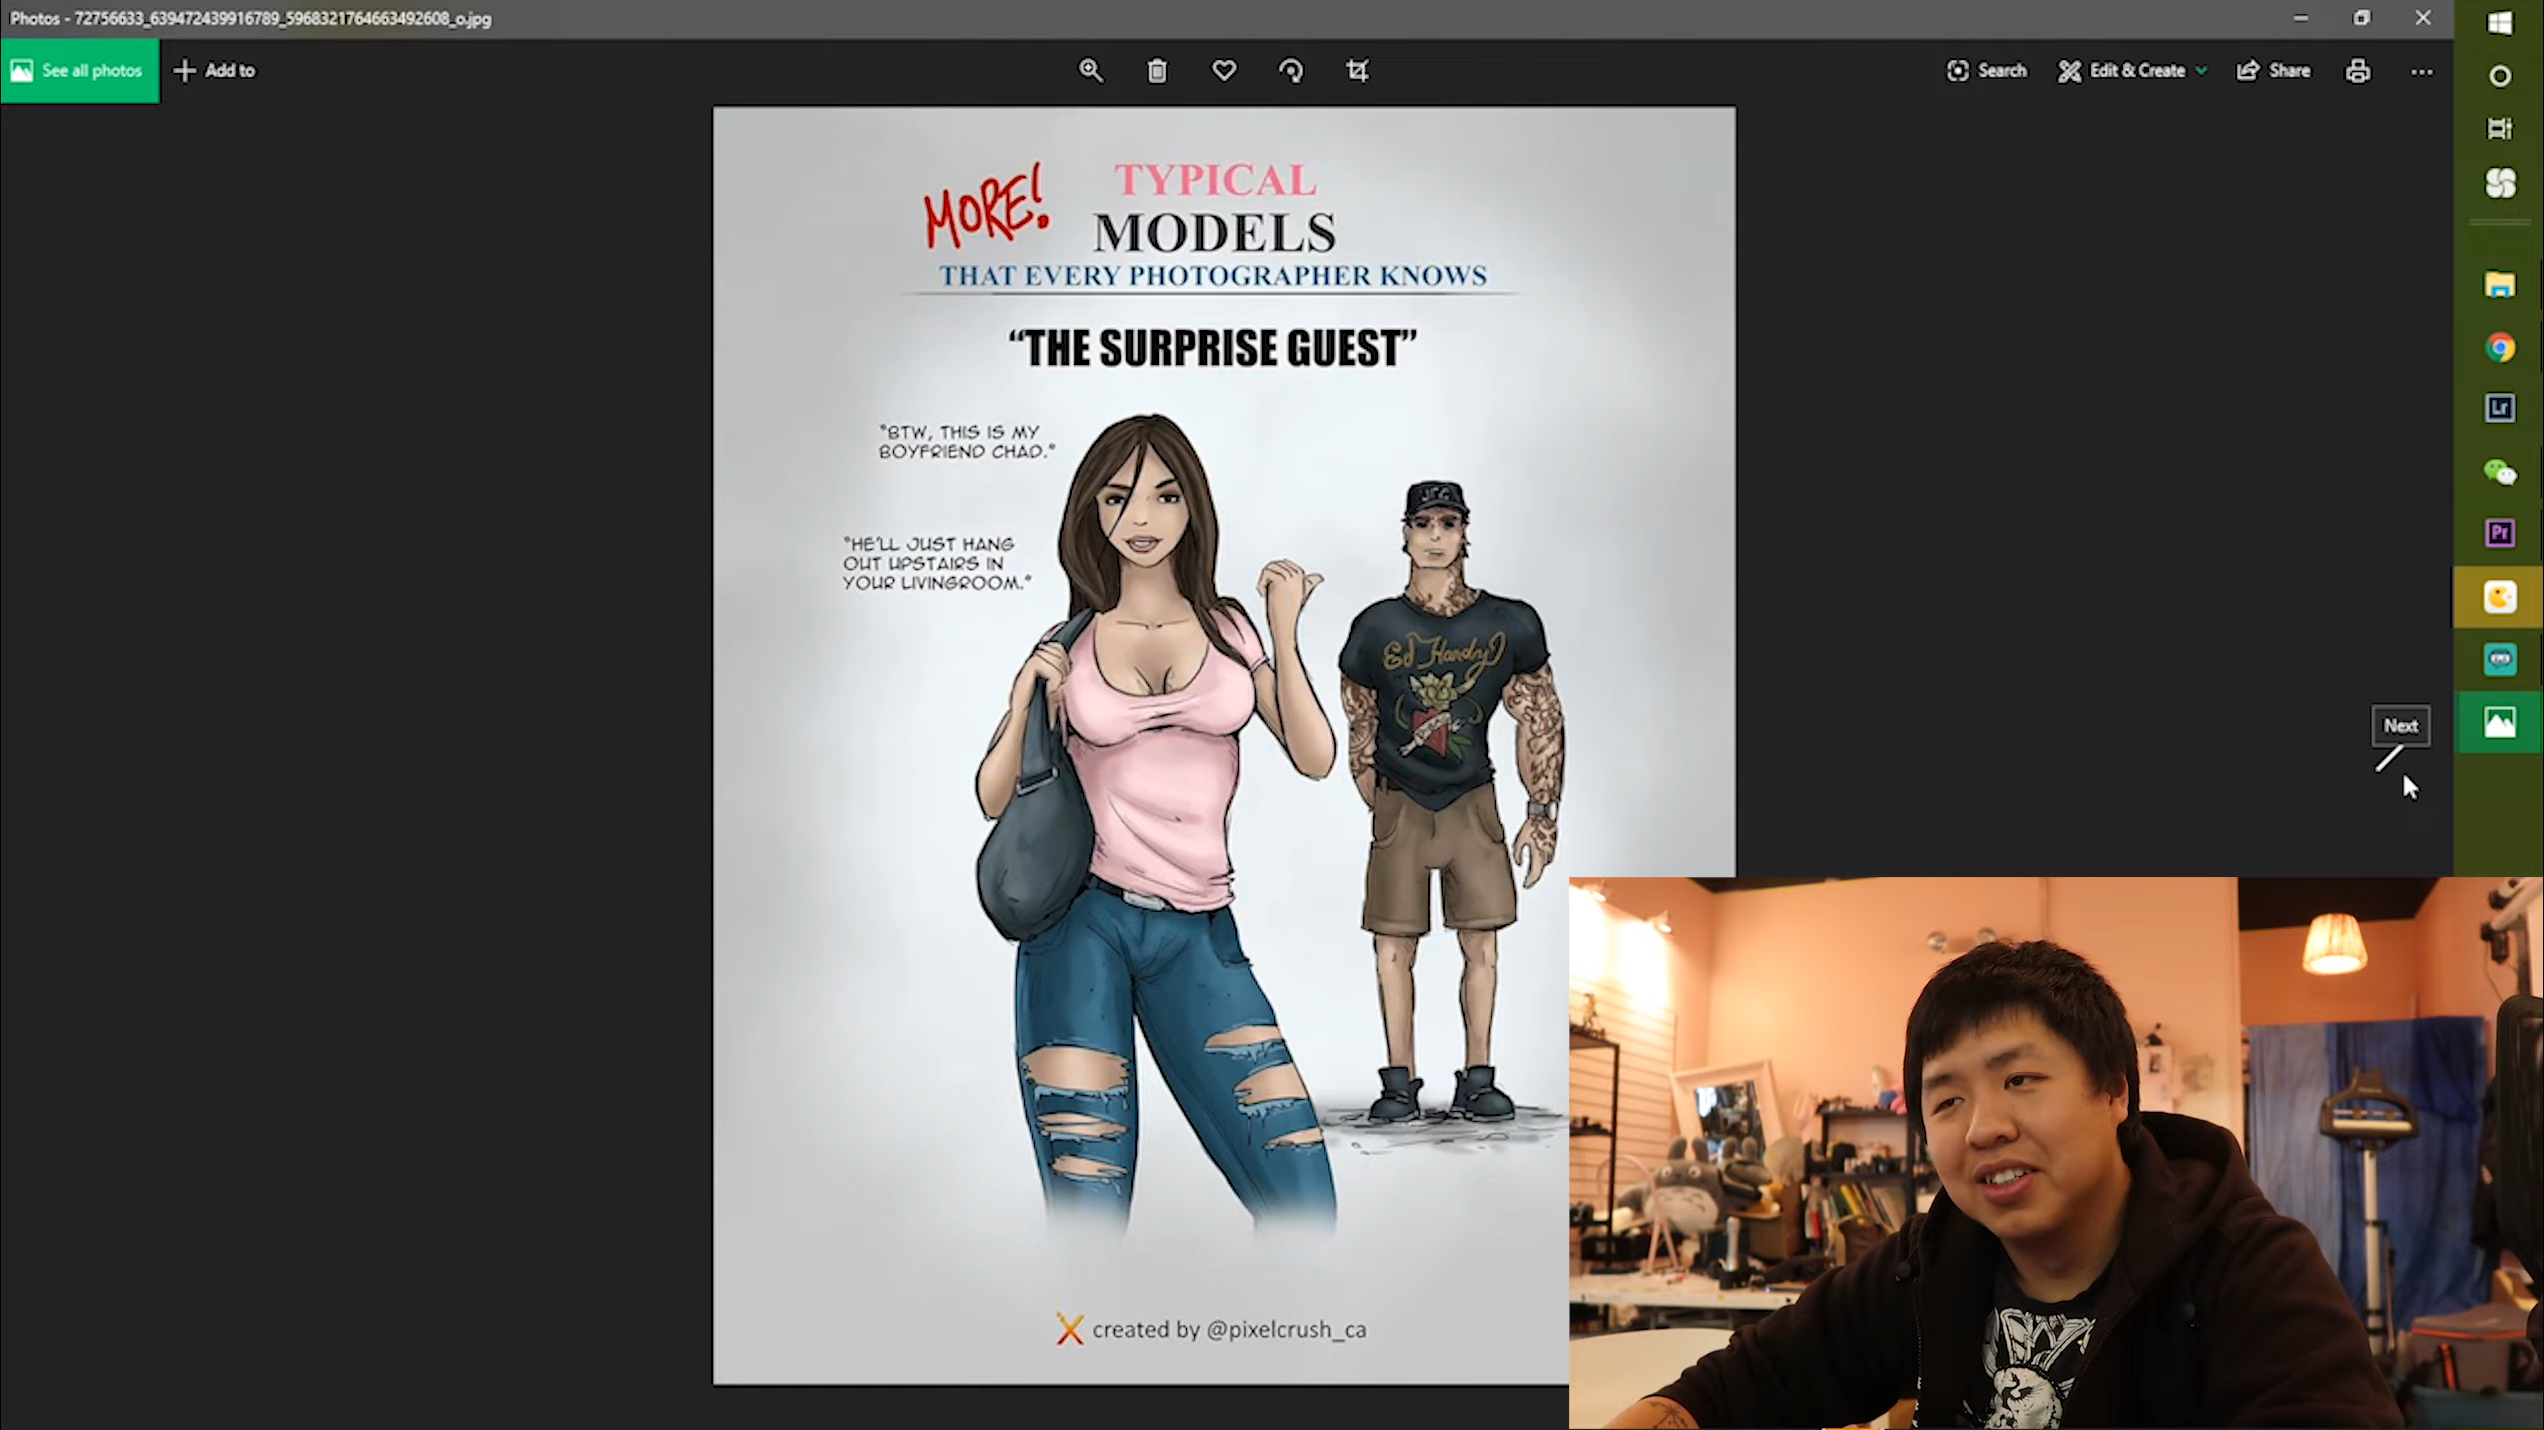 Photos - 72756633_639472439916789_5968321764663492608_o.jpg
See all photos
Add to
Search
Edit & Create
Share
MORE!
TYPICAL
MODELS
THAT EVERY PHOTOGRAPHER KNOWS
“THE SURPRISE GUEST”
"BTW, THIS IS MY
BOYFRIEND CHAD."
"HE'LL JUST HANG
OUT UPSTAIRS IN
YOUR LIVINGROOM."
Ed Hardy
Lr
Pr
Next
created by @pixelcrush_ca